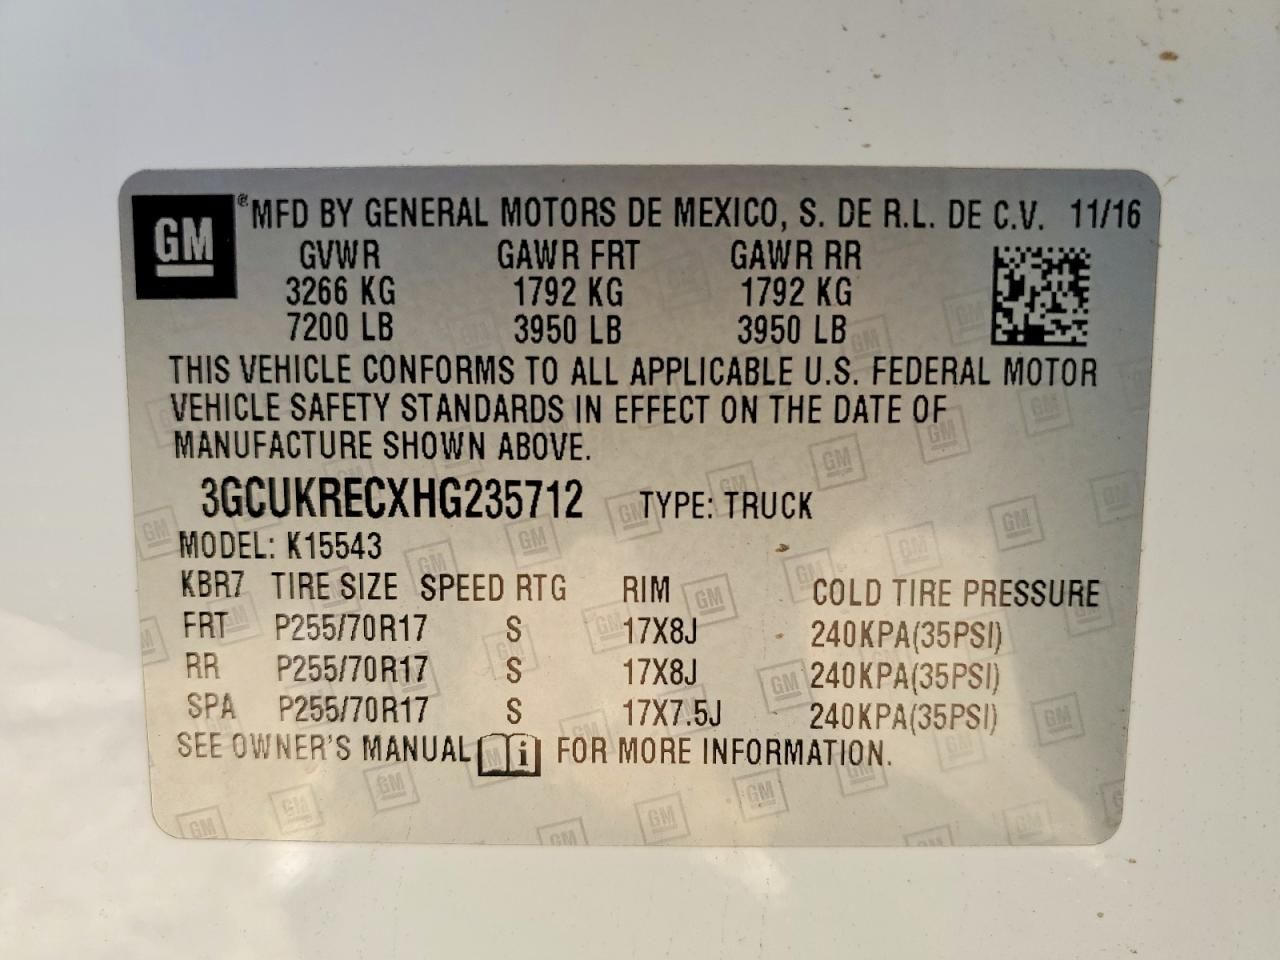 GM ® MFD BY GENERAL MOTORS DE MEXICO, S. DE R.L. DE C.V. 11/16
GVWR GAWR FRT GAWR RR
3266 KG 1792 KG 1792 KG
7200 LB 3950 LB 3950 LB
THIS VEHICLE CONFORMS TO ALL APPLICABLE U.S. FEDERAL MOTOR
VEHICLE SAFETY STANDARDS IN EFFECT ON THE DATE OF
MANUFACTURE SHOWN ABOVE.
3GCUKRECXHG235712 TYPE: TRUCK
MODEL: K15543
KBR7 TIRE SIZE SPEED RTG RIM COLD TIRE PRESSURE
FRT P255/70R17 S 17X8J 240KPA(35PSI)
RR P255/70R17 S 17X8J 240KPA(35PSI)
SPA P255/70R17 S 17X7.5J 240KPA(35PSI)
SEE OWNER'S MANUAL i FOR MORE INFORMATION.